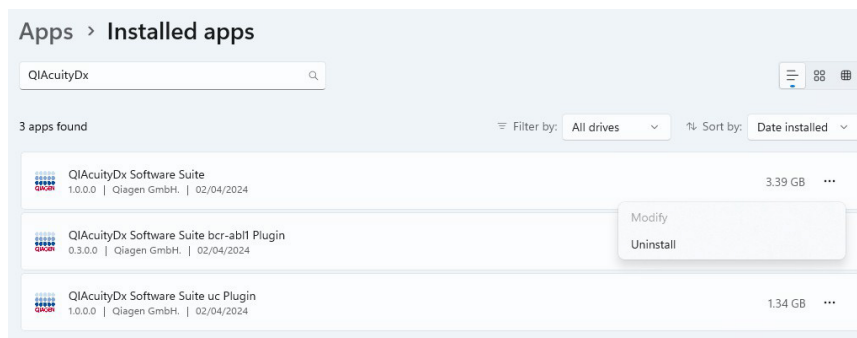 Apps > Installed apps
QIAcuityDx
3 apps found
Filter by: All drives
Sort by: Date installed
QIAGEN
QIAcuityDx Software Suite
1.0.0.0 | Qiagen GmbH. | 02/04/2024
3.39 GB
Modify
Uninstall
QIAGEN
QIAcuityDx Software Suite bcr-abl1 Plugin
0.3.0.0 | Qiagen GmbH. | 02/04/2024
QIAGEN
QIAcuityDx Software Suite uc Plugin
1.0.0.0 | Qiagen GmbH. | 02/04/2024
1.34 GB